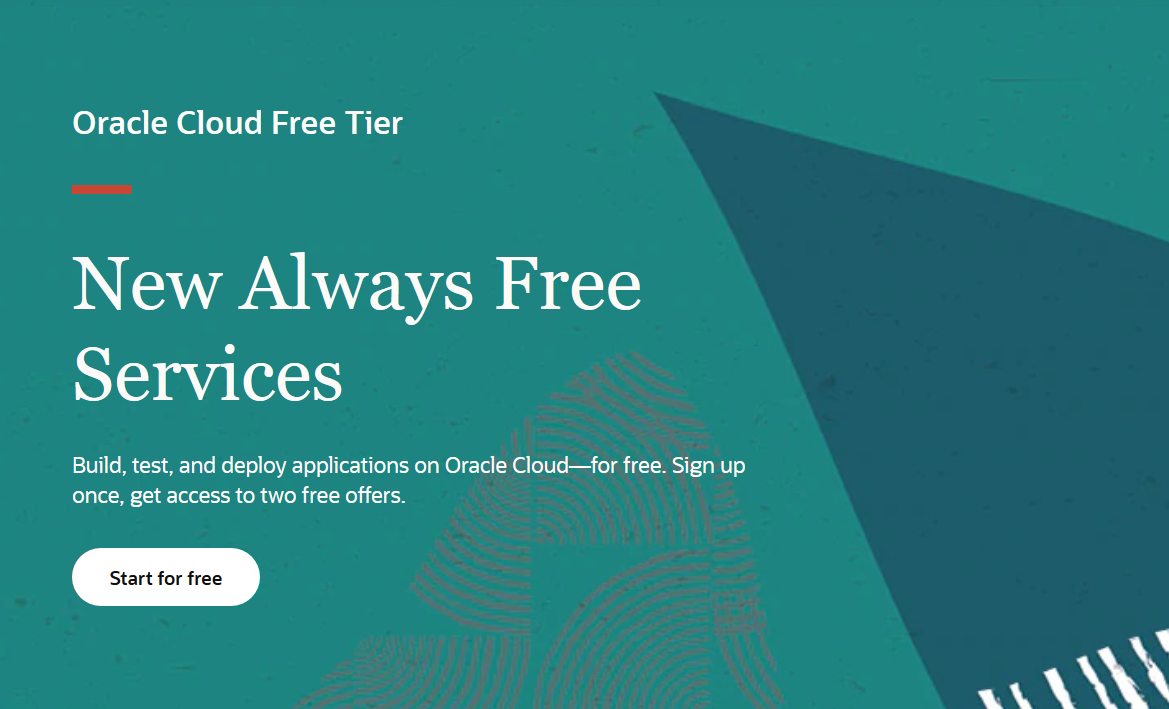 Oracle Cloud Free Tier
New Always Free
Services
Build, test, and deploy applications on Oracle Cloud—for free. Sign up
once, get access to two free offers.
Start for free